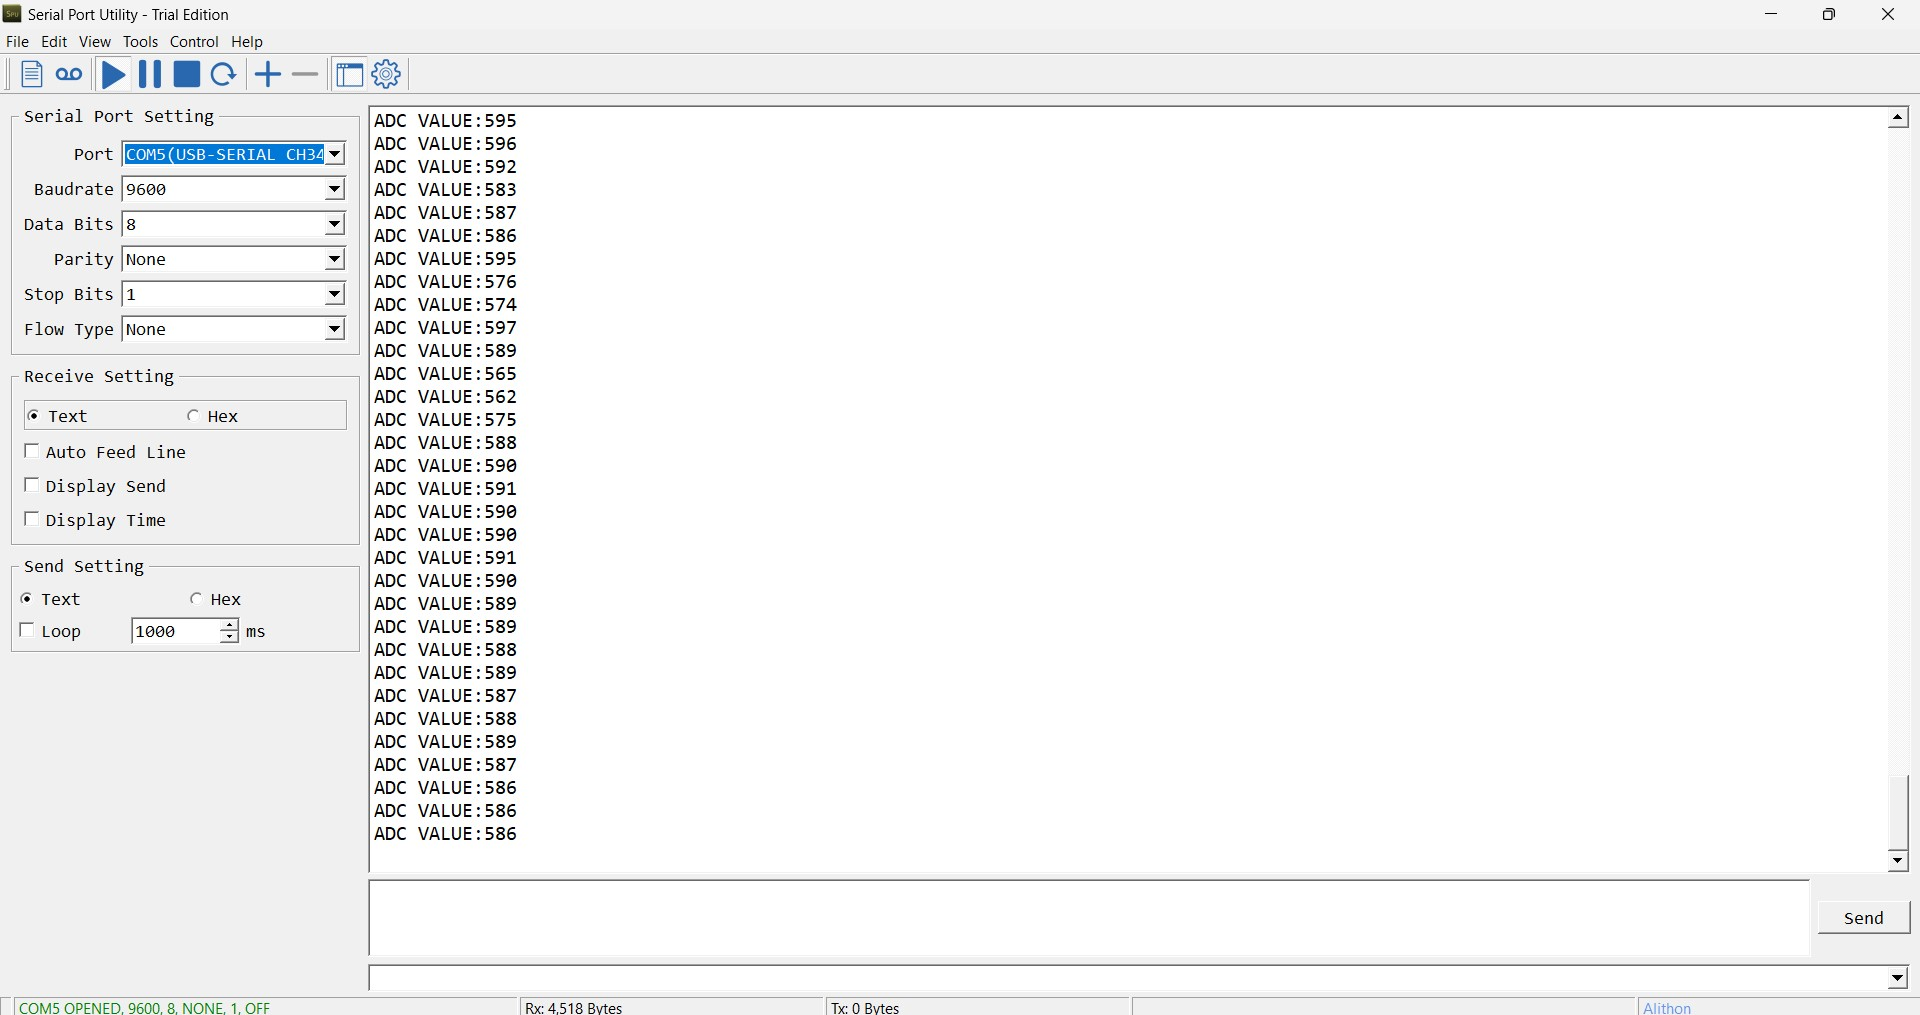 Serial Port Utility - Trial Edition
File Edit View Tools Control Help
Serial Port Setting
Port COM5(USB-SERIAL CH34
Baudrate 9600
Data Bits 8
Parity None
Stop Bits 1
Flow Type None
Receive Setting
Text Hex
Auto Feed Line
Display Send
Display Time
Send Setting
Text Hex
Loop 1000 ms
ADC VALUE:595
ADC VALUE:596
ADC VALUE:592
ADC VALUE:583
ADC VALUE:587
ADC VALUE:586
ADC VALUE:595
ADC VALUE:576
ADC VALUE:574
ADC VALUE:597
ADC VALUE:589
ADC VALUE:565
ADC VALUE:562
ADC VALUE:575
ADC VALUE:588
ADC VALUE:590
ADC VALUE:591
ADC VALUE:590
ADC VALUE:590
ADC VALUE:591
ADC VALUE:590
ADC VALUE:589
ADC VALUE:589
ADC VALUE:588
ADC VALUE:589
ADC VALUE:587
ADC VALUE:588
ADC VALUE:589
ADC VALUE:587
ADC VALUE:586
ADC VALUE:586
ADC VALUE:586
Send
COM5 OPENED, 9600, 8, NONE, 1, OFF Rx: 4,518 Bytes Tx: 0 Bytes Alithon